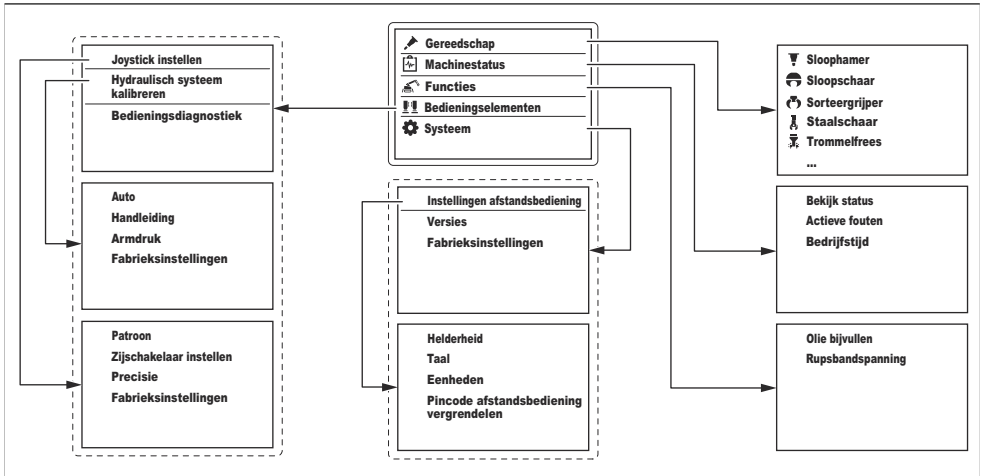 Joystick instellen
Hydraulisch systeem
kalibreren
Bedieningsdiagnostiek
Auto
Handleiding
Armdruk
Fabrieksinstellingen
Patroon
Zijschakelaar instellen
Precisie
Fabrieksinstellingen
Gereedschap
Machinestatus
Functies
Bedieningselementen
Systeem
Instellingen afstandsbediening
Versies
Fabrieksinstellingen
Helderheid
Taal
Eenheden
Pincode afstandsbediening
vergrendelen
Sloophamer
Sloopschaar
Sorteergrijper
Staalschaar
Trommelfrees
...
Bekijk status
Actieve fouten
Bedrijfstijd
Olie bijvullen
Rupsbandspanning